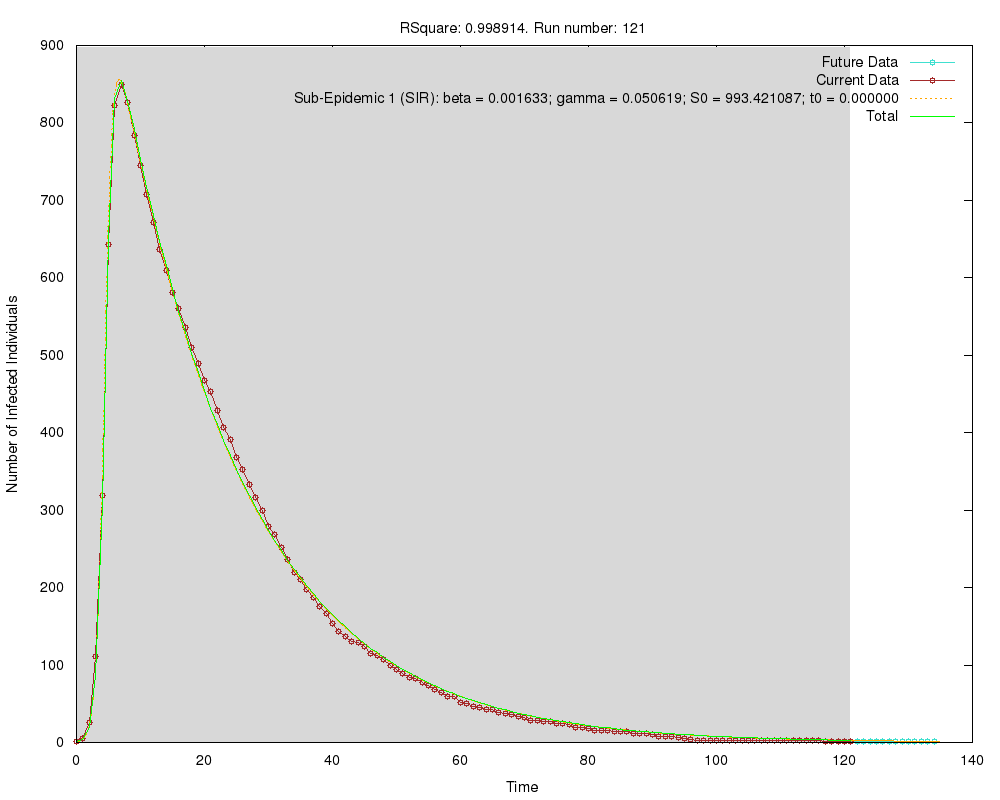 RSquare: 0.998914. Run number: 121
Future Data
Current Data
Sub-Epidemic 1 (SIR): beta = 0.001633; gamma = 0.050619; S0 = 993.421087; t0 = 0.000000
Total
900
800
700
600
500
400
300
200
100
0
Number of Infected Individuals
0 20 40 60 80 100 120 140
Time